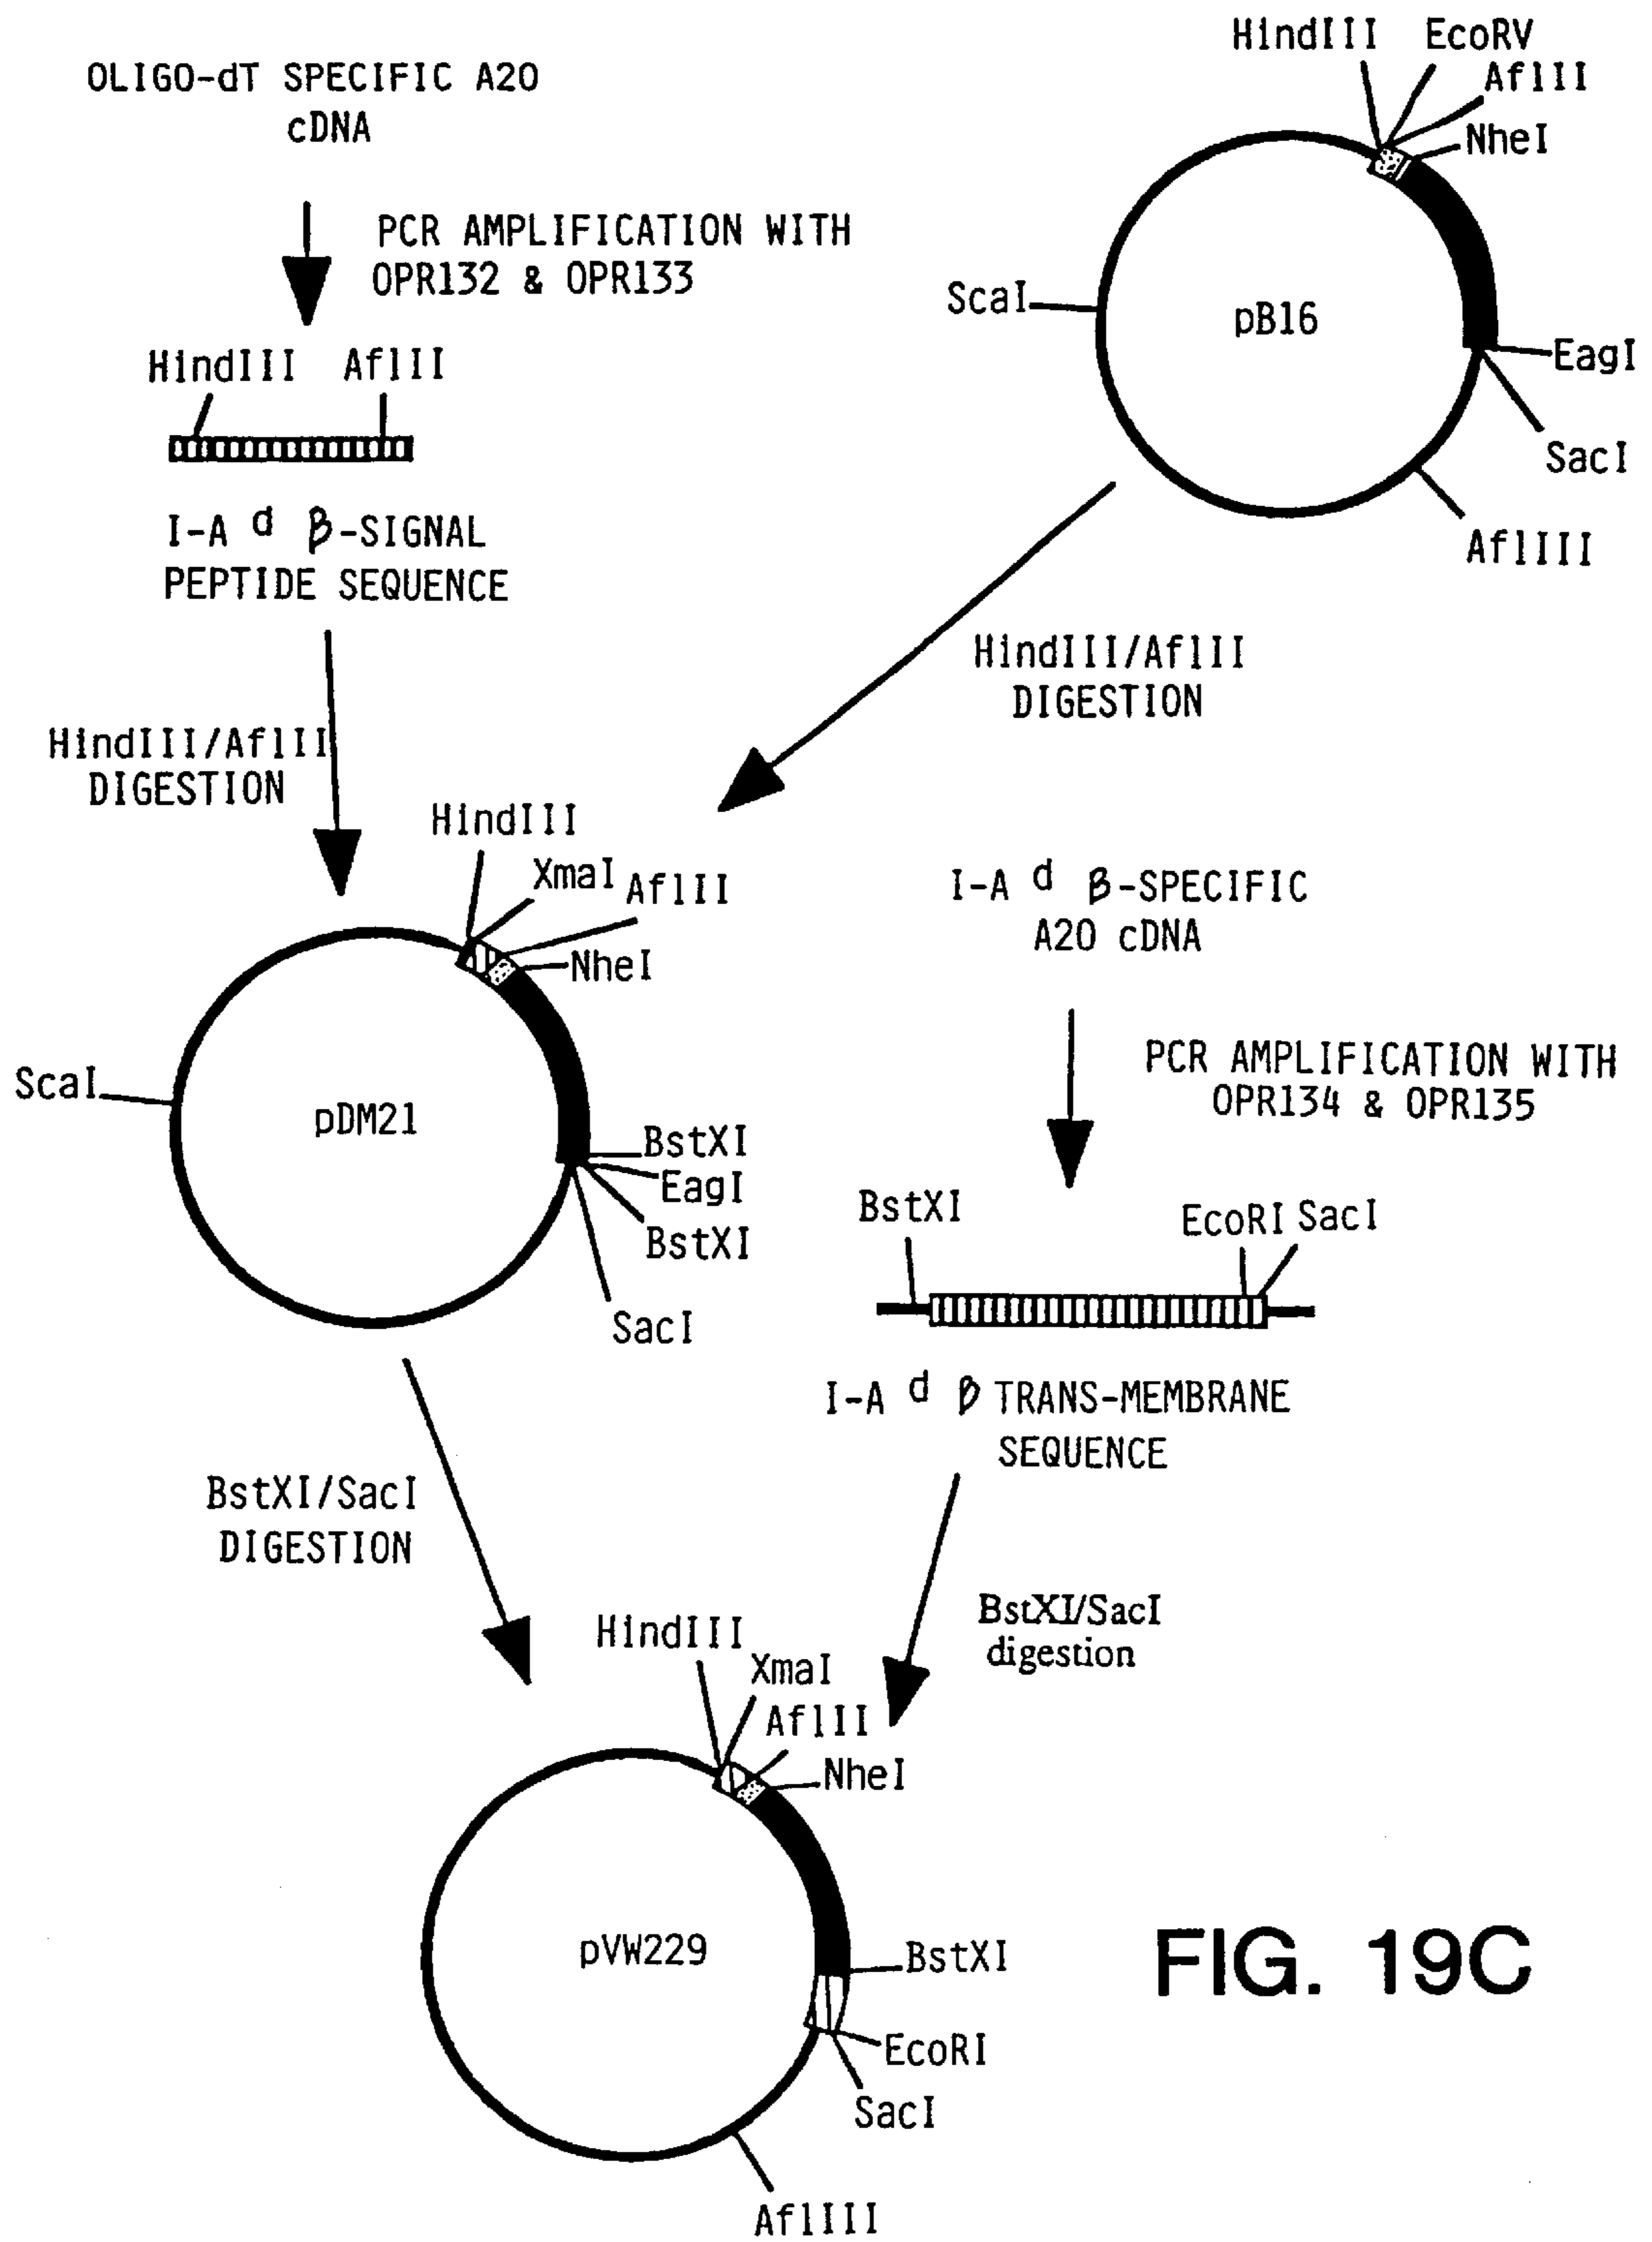 OLIGO-dT SPECIFIC A20
cDNA
PCR AMPLIFICATION WITH
OPR132 & OPR133
HindIII AflII
I-A d β-SIGNAL
PEPTIDE SEQUENCE
HindIII/AflII
DIGESTION
HindIII EcoRV
AflII
NheI
ScaI
pB16
EagI
SacI
AflIII
HindIII/AflII
DIGESTION
HindIII
XmaI AflII
NheI
ScaI
pDM21
BstXI
EagI
BstXI
SacI
I-A d β-SPECIFIC
A20 cDNA
PCR AMPLIFICATION WITH
OPR134 & OPR135
BstXI
EcoRI SacI
I-A d β TRANS-MEMBRANE
SEQUENCE
BstXI/SacI
DIGESTION
BstXI/SacI
digestion
HindIII
XmaI
AflII
NheI
pVW229
BstXI
EcoRI
SacI
AflIII
FIG. 19C